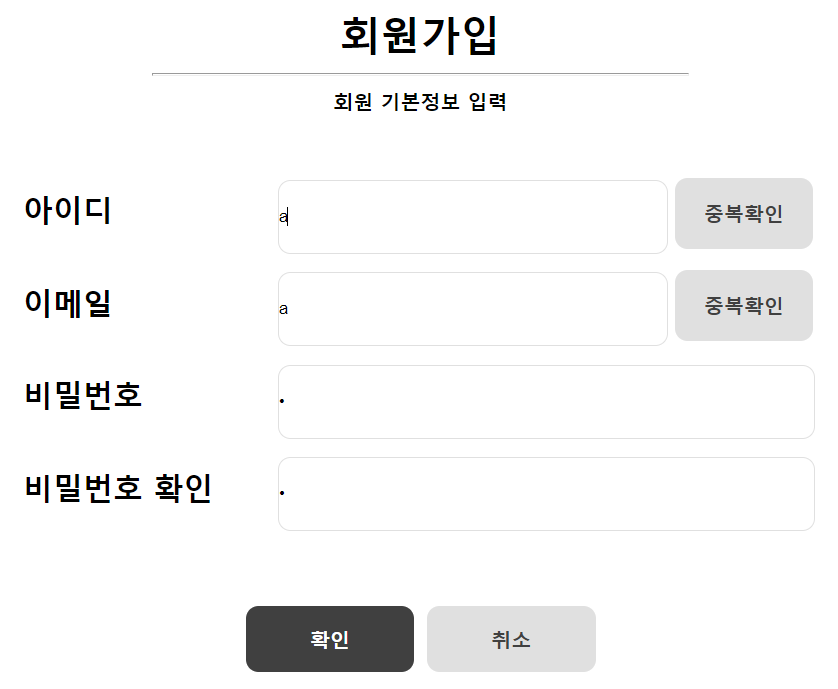 회원가입
회원 기본정보 입력
아이디 a 중복확인
이메일 a 중복확인
비밀번호 •
비밀번호 확인 •
확인 취소